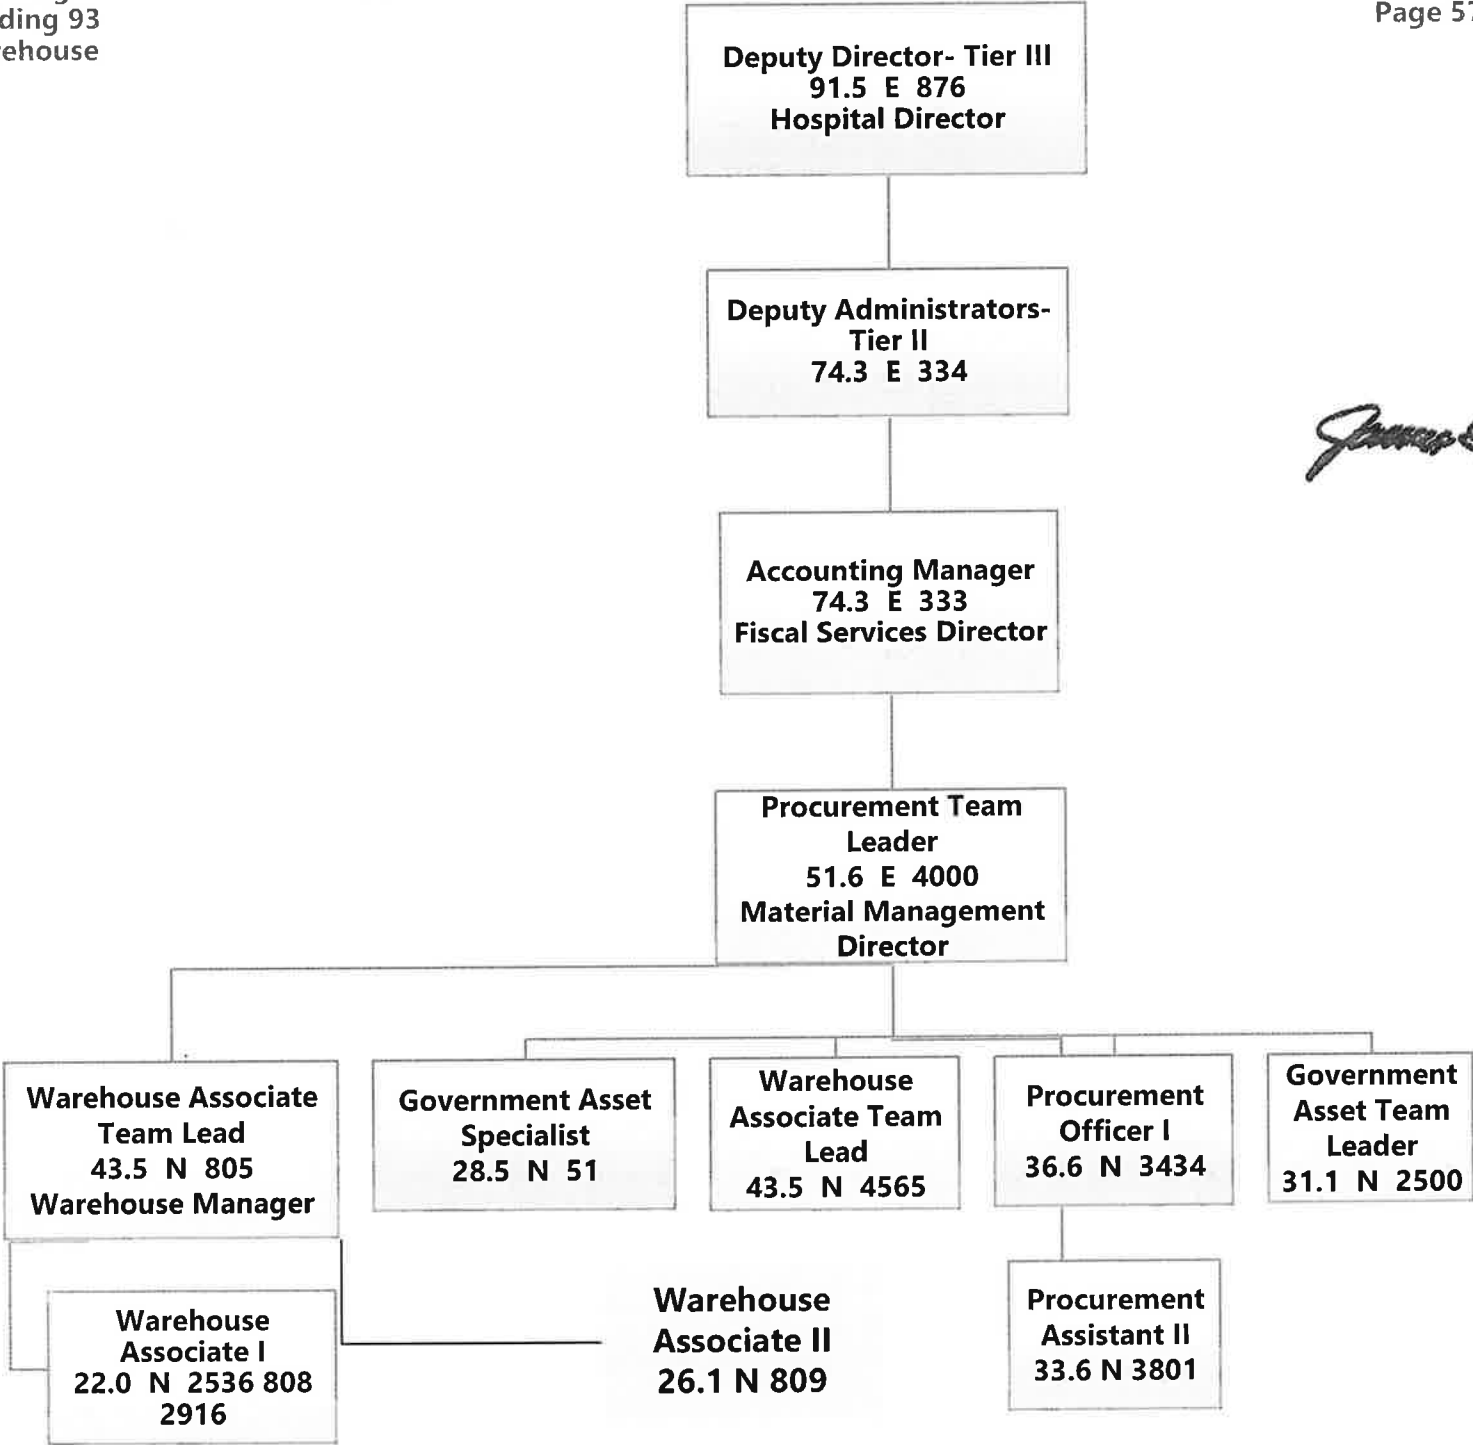 ding 93
rehouse
Page 57
Deputy Director- Tier III
91.5 E 876
Hospital Director
Deputy Administrators-
Tier II
74.3 E 334
Accounting Manager
74.3 E 333
Fiscal Services Director
Procurement Team
Leader
51.6 E 4000
Material Management
Director
Warehouse Associate
Team Lead
43.5 N 805
Warehouse Manager
Government Asset
Specialist
28.5 N 51
Warehouse
Associate Team
Lead
43.5 N 4565
Procurement
Officer I
36.6 N 3434
Government
Asset Team
Leader
31.1 N 2500
Warehouse
Associate I
22.0 N 2536 808
2916
Warehouse
Associate II
26.1 N 809
Procurement
Assistant II
33.6 N 3801